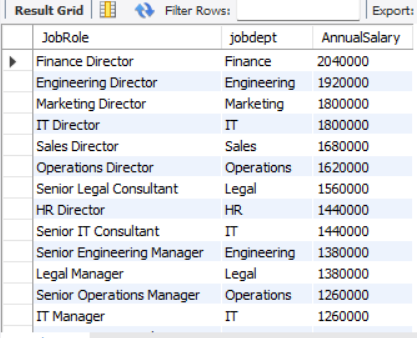 Result Grid Filter Rows: Export:
JobRole jobdept AnnualSalary
Finance Director Finance 2040000
Engineering Director Engineering 1920000
Marketing Director Marketing 1800000
IT Director IT 1800000
Sales Director Sales 1680000
Operations Director Operations 1620000
Senior Legal Consultant Legal 1560000
HR Director HR 1440000
Senior IT Consultant IT 1440000
Senior Engineering Manager Engineering 1380000
Legal Manager Legal 1380000
Senior Operations Manager Operations 1260000
IT Manager IT 1260000